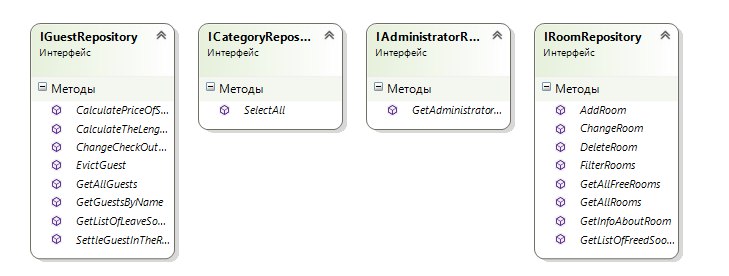 IGuestRepository
Интерфейс
Методы
CalculatePriceOfS...
CalculateTheLeng...
ChangeCheckOut...
EvictGuest
GetAllGuests
GetGuestsByName
GetListOfLeaveSo...
SettleGuestInTheR...
ICategoryRepos...
Интерфейс
Методы
SelectAll
IAdministratorR...
Интерфейс
Методы
GetAdministrator...
IRoomRepository
Интерфейс
Методы
AddRoom
ChangeRoom
DeleteRoom
FilterRooms
GetAllFreeRooms
GetAllRooms
GetInfoAboutRoom
GetListOfFreedSoo...